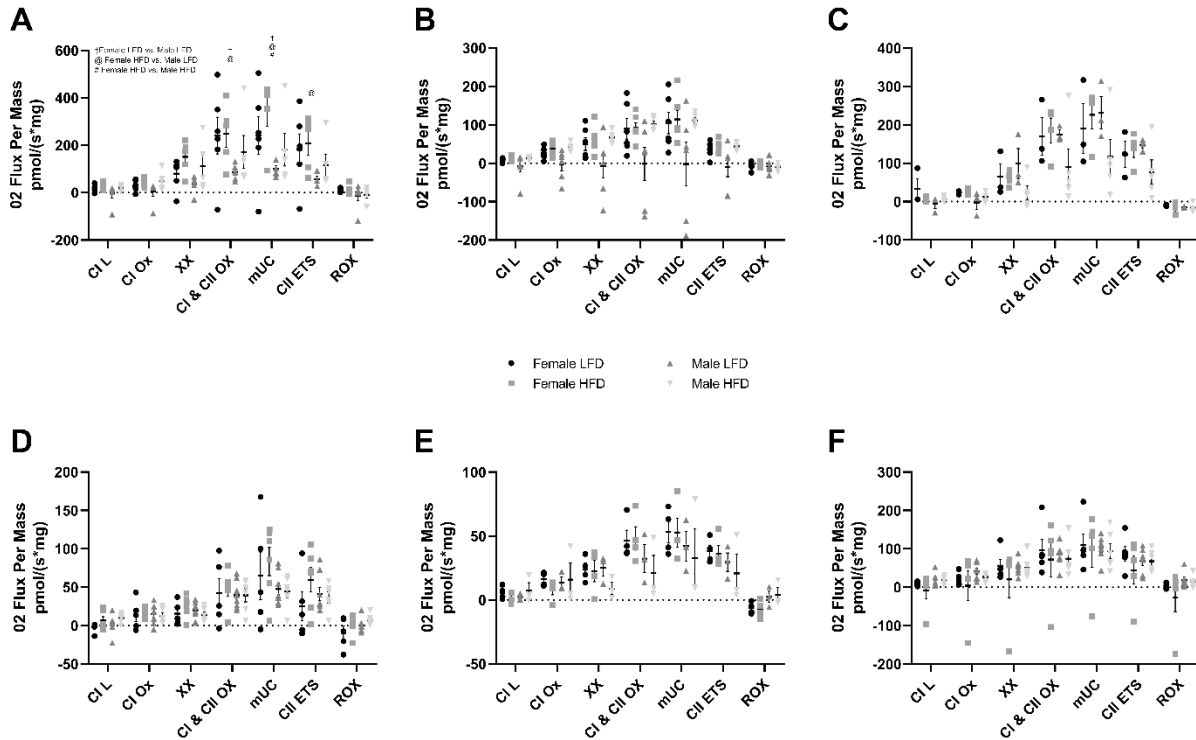 A
B
C
†Female LFD vs. Male LFD
@ Female HFD vs. Male LFD
# Female HFD vs. Male HFD
†
@
†
@
#
@
02 Flux Per Mass
pmol/(s*mg)
600
400
200
0
-200
CI L
CI Ox
XX
CI & CII OX
mUC
CII ETS
ROX
02 Flux Per Mass
pmol/(s*mg)
300
200
100
0
-100
-200
CI L
CI Ox
XX
CI & CII OX
mUC
CII ETS
ROX
02 Flux Per Mass
pmol/(s*mg)
400
300
200
100
0
-100
CI L
CI Ox
XX
CI & CII OX
mUC
CII ETS
ROX
Female LFD
Male LFD
Female HFD
Male HFD
D
E
F
02 Flux Per Mass
pmol/(s*mg)
200
150
100
50
0
-50
CI L
CI Ox
XX
CI & CII OX
mUC
CII ETS
ROX
02 Flux Per Mass
pmol/(s*mg)
100
50
0
-50
CI L
CI Ox
XX
CI & CII OX
mUC
CII ETS
ROX
02 Flux Per Mass
pmol/(s*mg)
300
200
100
0
-100
-200
CI L
CI Ox
XX
CI & CII OX
mUC
CII ETS
ROX